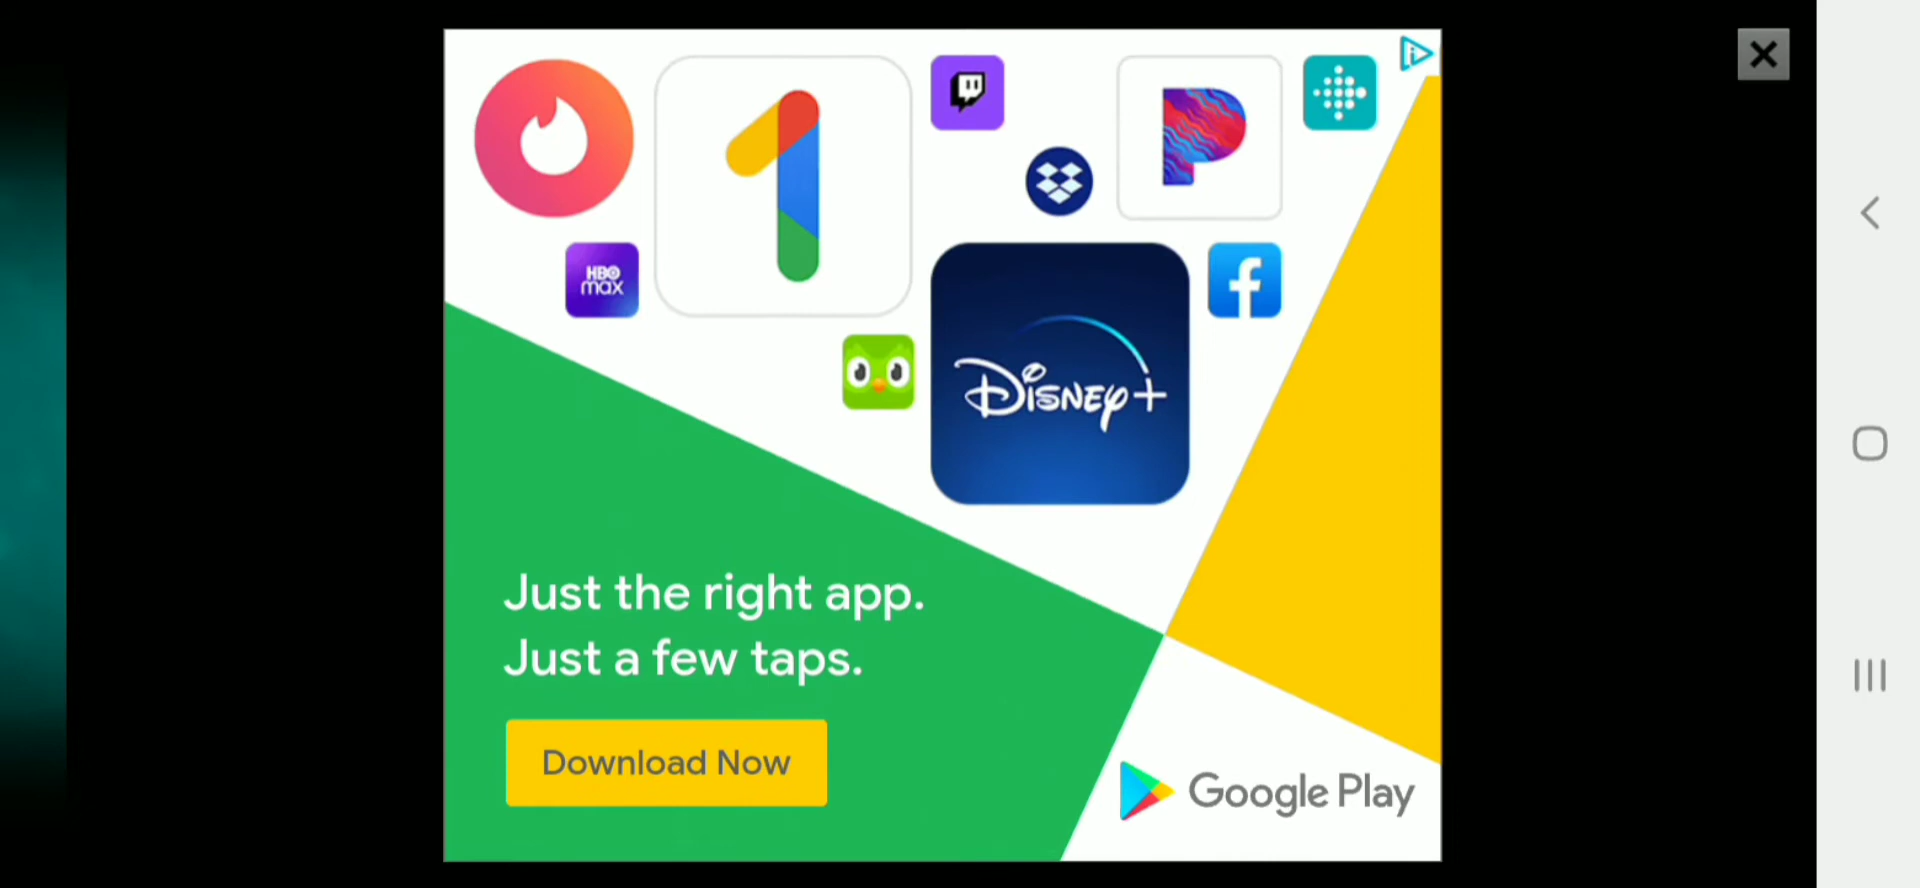 HBO
max
Disney+
Just the right app.
Just a few taps.
Download Now
Google Play